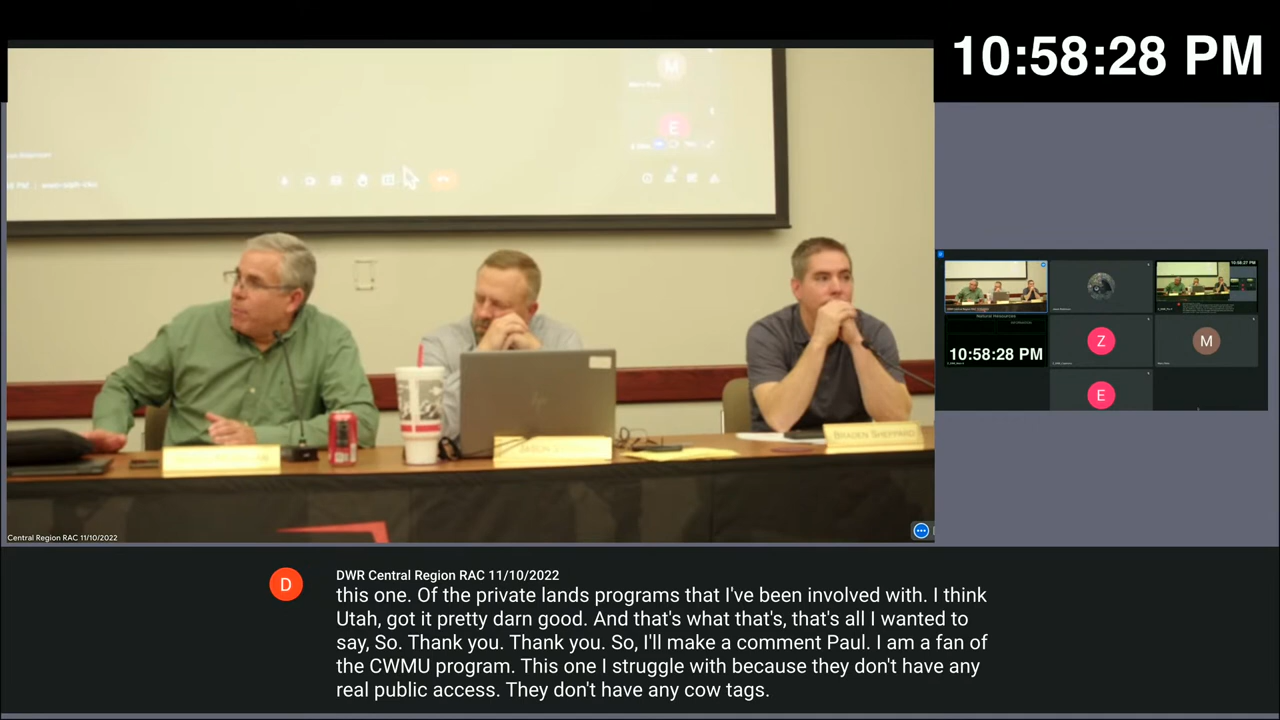 10:58:28 PM
M
E
10:58:27 PM
10:58:28 PM
Z
M
E
BRADEN SHEPPARD
Central Region RAC 11/10/2022
D
DWR Central Region RAC 11/10/2022
this one. Of the private lands programs that I've been involved with. I think
Utah, got it pretty darn good. And that's what that's, that's all I wanted to
say, So. Thank you. Thank you. So, I'll make a comment Paul. I am a fan of
the CWMU program. This one I struggle with because they don't have any
real public access. They don't have any cow tags.